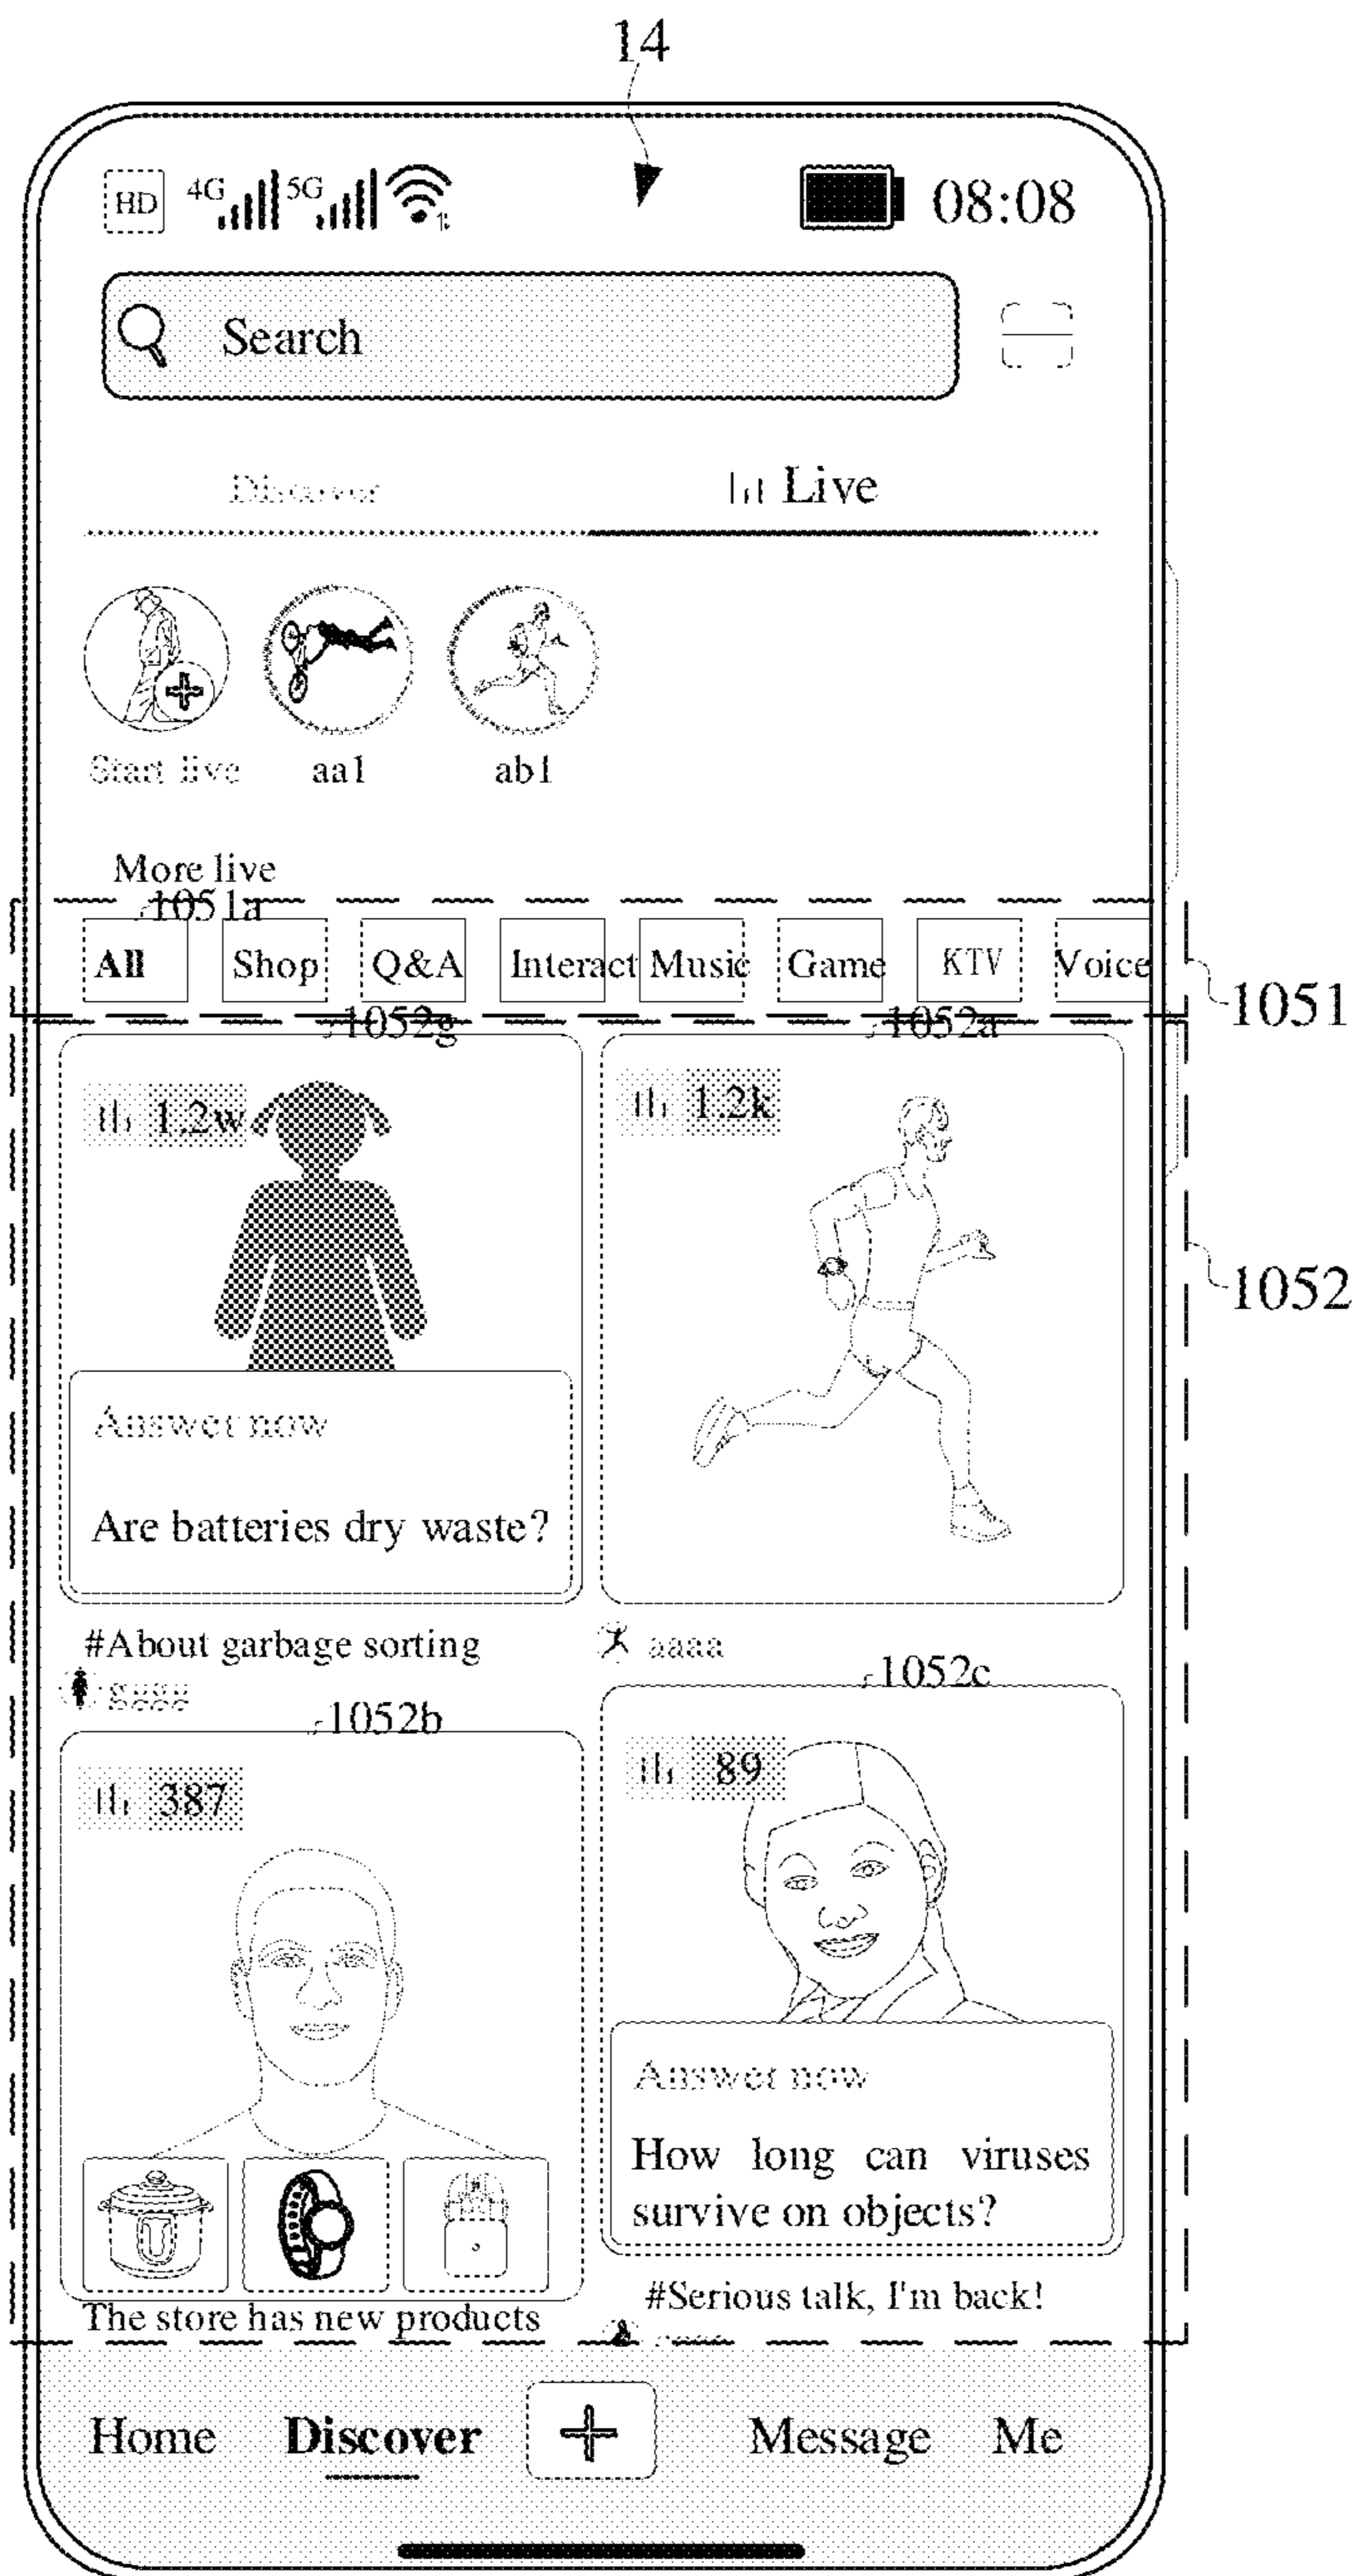 14
HD 4G 5G 08:08
Search
Discover Live
Start live aa1 ab1
More live
1051a
All Shop Q&A Interact Music Game KTV Voice
1051
1052g 1052a
1.2w 1.2k
1052
Answer now
Are batteries dry waste?
#About garbage sorting
aaaa
gggg
1052c
1052b
89
387
Answer now
How long can viruses
survive on objects?
#Serious talk, I'm back!
The store has new products
Home Discover Message Me